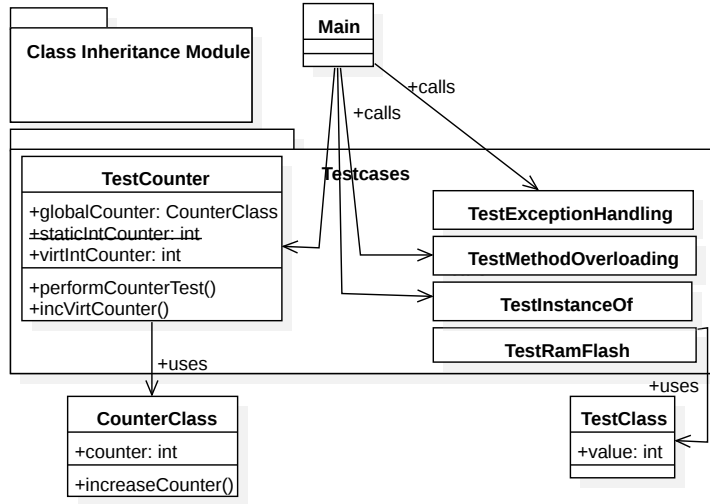 Main
Class Inheritance Module
+calls
+calls
Testcases
TestCounter
+globalCounter: CounterClass
+staticIntCounter: int
+virtIntCounter: int
+performCounterTest()
+incVirtCounter()
TestExceptionHandling
TestMethodOverloading
TestInstanceOf
TestRamFlash
+uses
+uses
CounterClass
+counter: int
+increaseCounter()
TestClass
+value: int